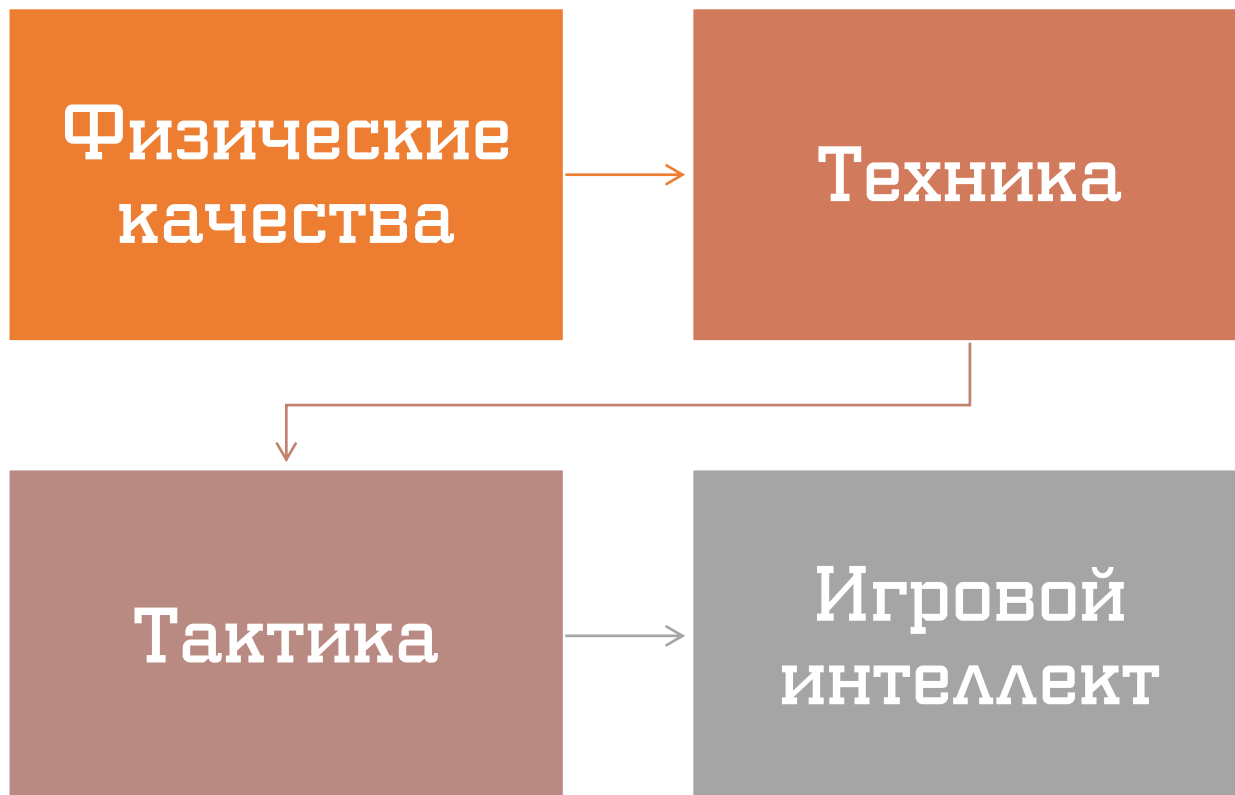 Физические
качества
Техника
Тактика
Игровой
интеллект